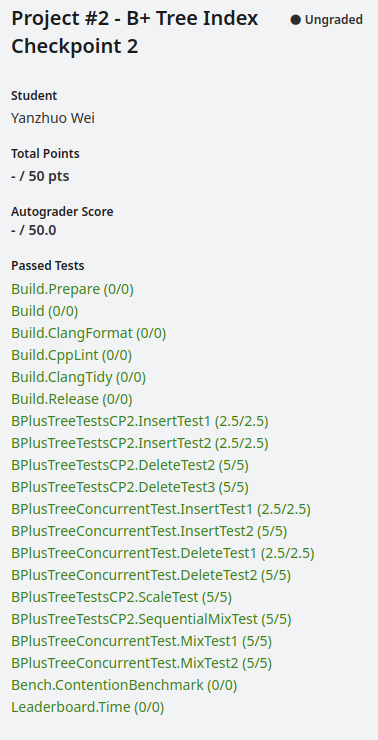 Project #2 - B+ Tree Index
● Ungraded
Checkpoint 2
Student
Yanzhuo Wei
Total Points
- / 50 pts
Autograder Score
- / 50.0
Passed Tests
Build.Prepare (0/0)
Build (0/0)
Build.ClangFormat (0/0)
Build.CppLint (0/0)
Build.ClangTidy (0/0)
Build.Release (0/0)
BPlusTreeTestsCP2.InsertTest1 (2.5/2.5)
BPlusTreeTestsCP2.InsertTest2 (2.5/2.5)
BPlusTreeTestsCP2.DeleteTest2 (5/5)
BPlusTreeTestsCP2.DeleteTest3 (5/5)
BPlusTreeConcurrentTest.InsertTest1 (2.5/2.5)
BPlusTreeConcurrentTest.InsertTest2 (5/5)
BPlusTreeConcurrentTest.DeleteTest1 (2.5/2.5)
BPlusTreeConcurrentTest.DeleteTest2 (5/5)
BPlusTreeTestsCP2.ScaleTest (5/5)
BPlusTreeTestsCP2.SequentialMixTest (5/5)
BPlusTreeConcurrentTest.MixTest1 (5/5)
BPlusTreeConcurrentTest.MixTest2 (5/5)
Bench.ContentionBenchmark (0/0)
Leaderboard.Time (0/0)